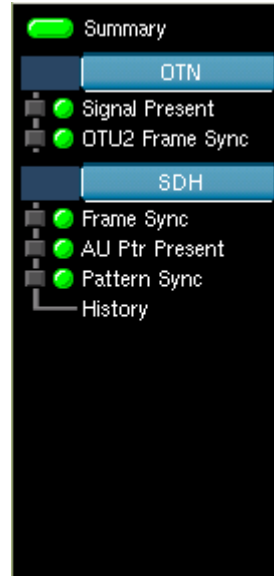 Summary
OTN
Signal Present
OTU2 Frame Sync
SDH
Frame Sync
AU Ptr Present
Pattern Sync
History